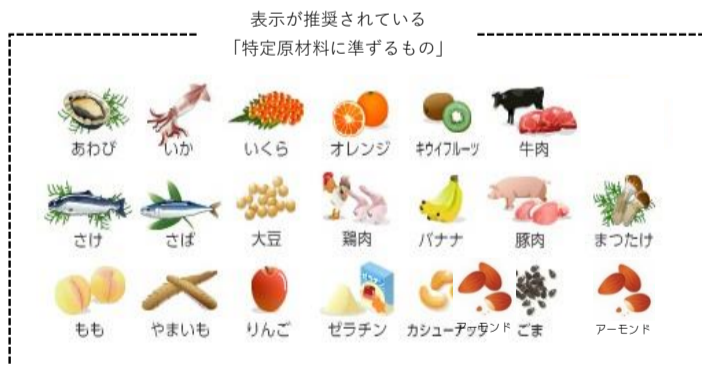 表示が推奨されている
「特定原材料に準ずるもの」
あわび いか いくら オレンジ キウイフルーツ 牛肉
さけ さば 大豆 鶏肉 バナナ 豚肉 まつたけ
もも やまいも りんご ゼラチン カシューナッツ アーモンド ごま アーモンド